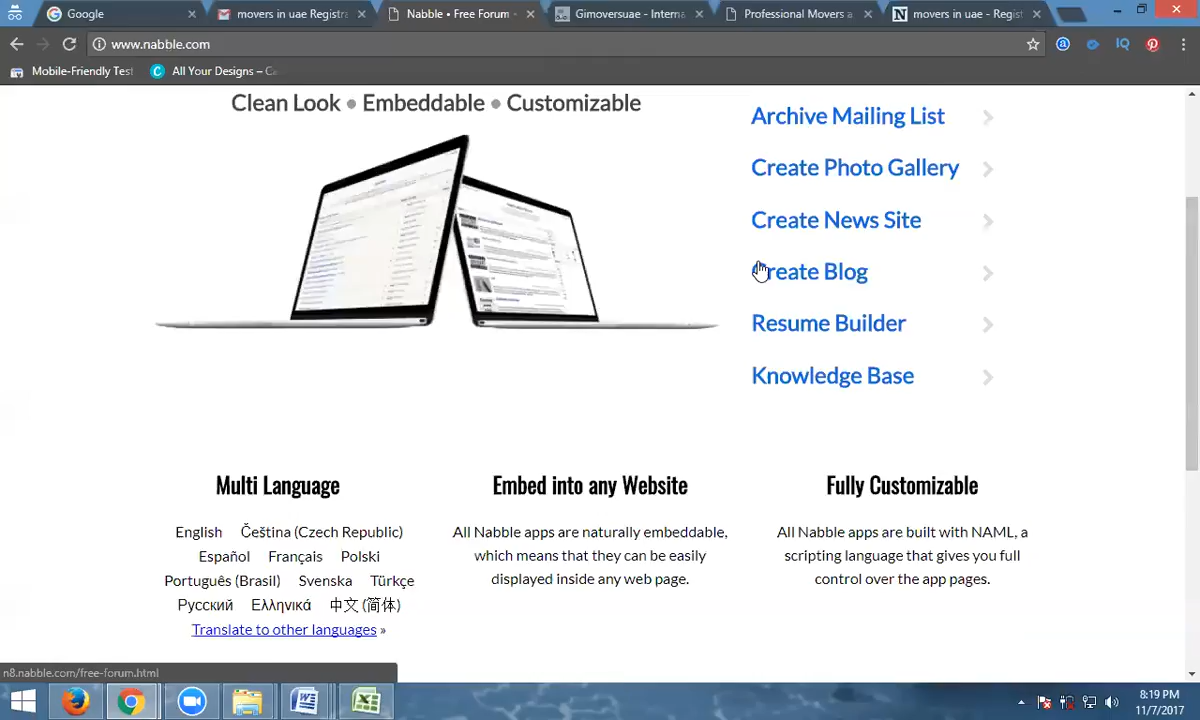 Google
movers in uae Registra
Nabble • Free Forum -
Gimoversuae - Interna
Professional Movers a
movers in uae - Regist
www.nabble.com
Mobile-Friendly Test
All Your Designs – Ca
Clean Look • Embeddable • Customizable
Archive Mailing List
Create Photo Gallery
Create News Site
Create Blog
Resume Builder
Knowledge Base
Multi Language
English Čeština (Czech Republic)
Español Français Polski
Português (Brasil) Svenska Türkçe
Русский Ελληνικά 中文 (简体)
Translate to other languages »
Embed into any Website
All Nabble apps are naturally embeddable,
which means that they can be easily
displayed inside any web page.
Fully Customizable
All Nabble apps are built with NAML, a
scripting language that gives you full
control over the app pages.
n8.nabble.com/free-forum.html
8:19 PM
11/7/2017